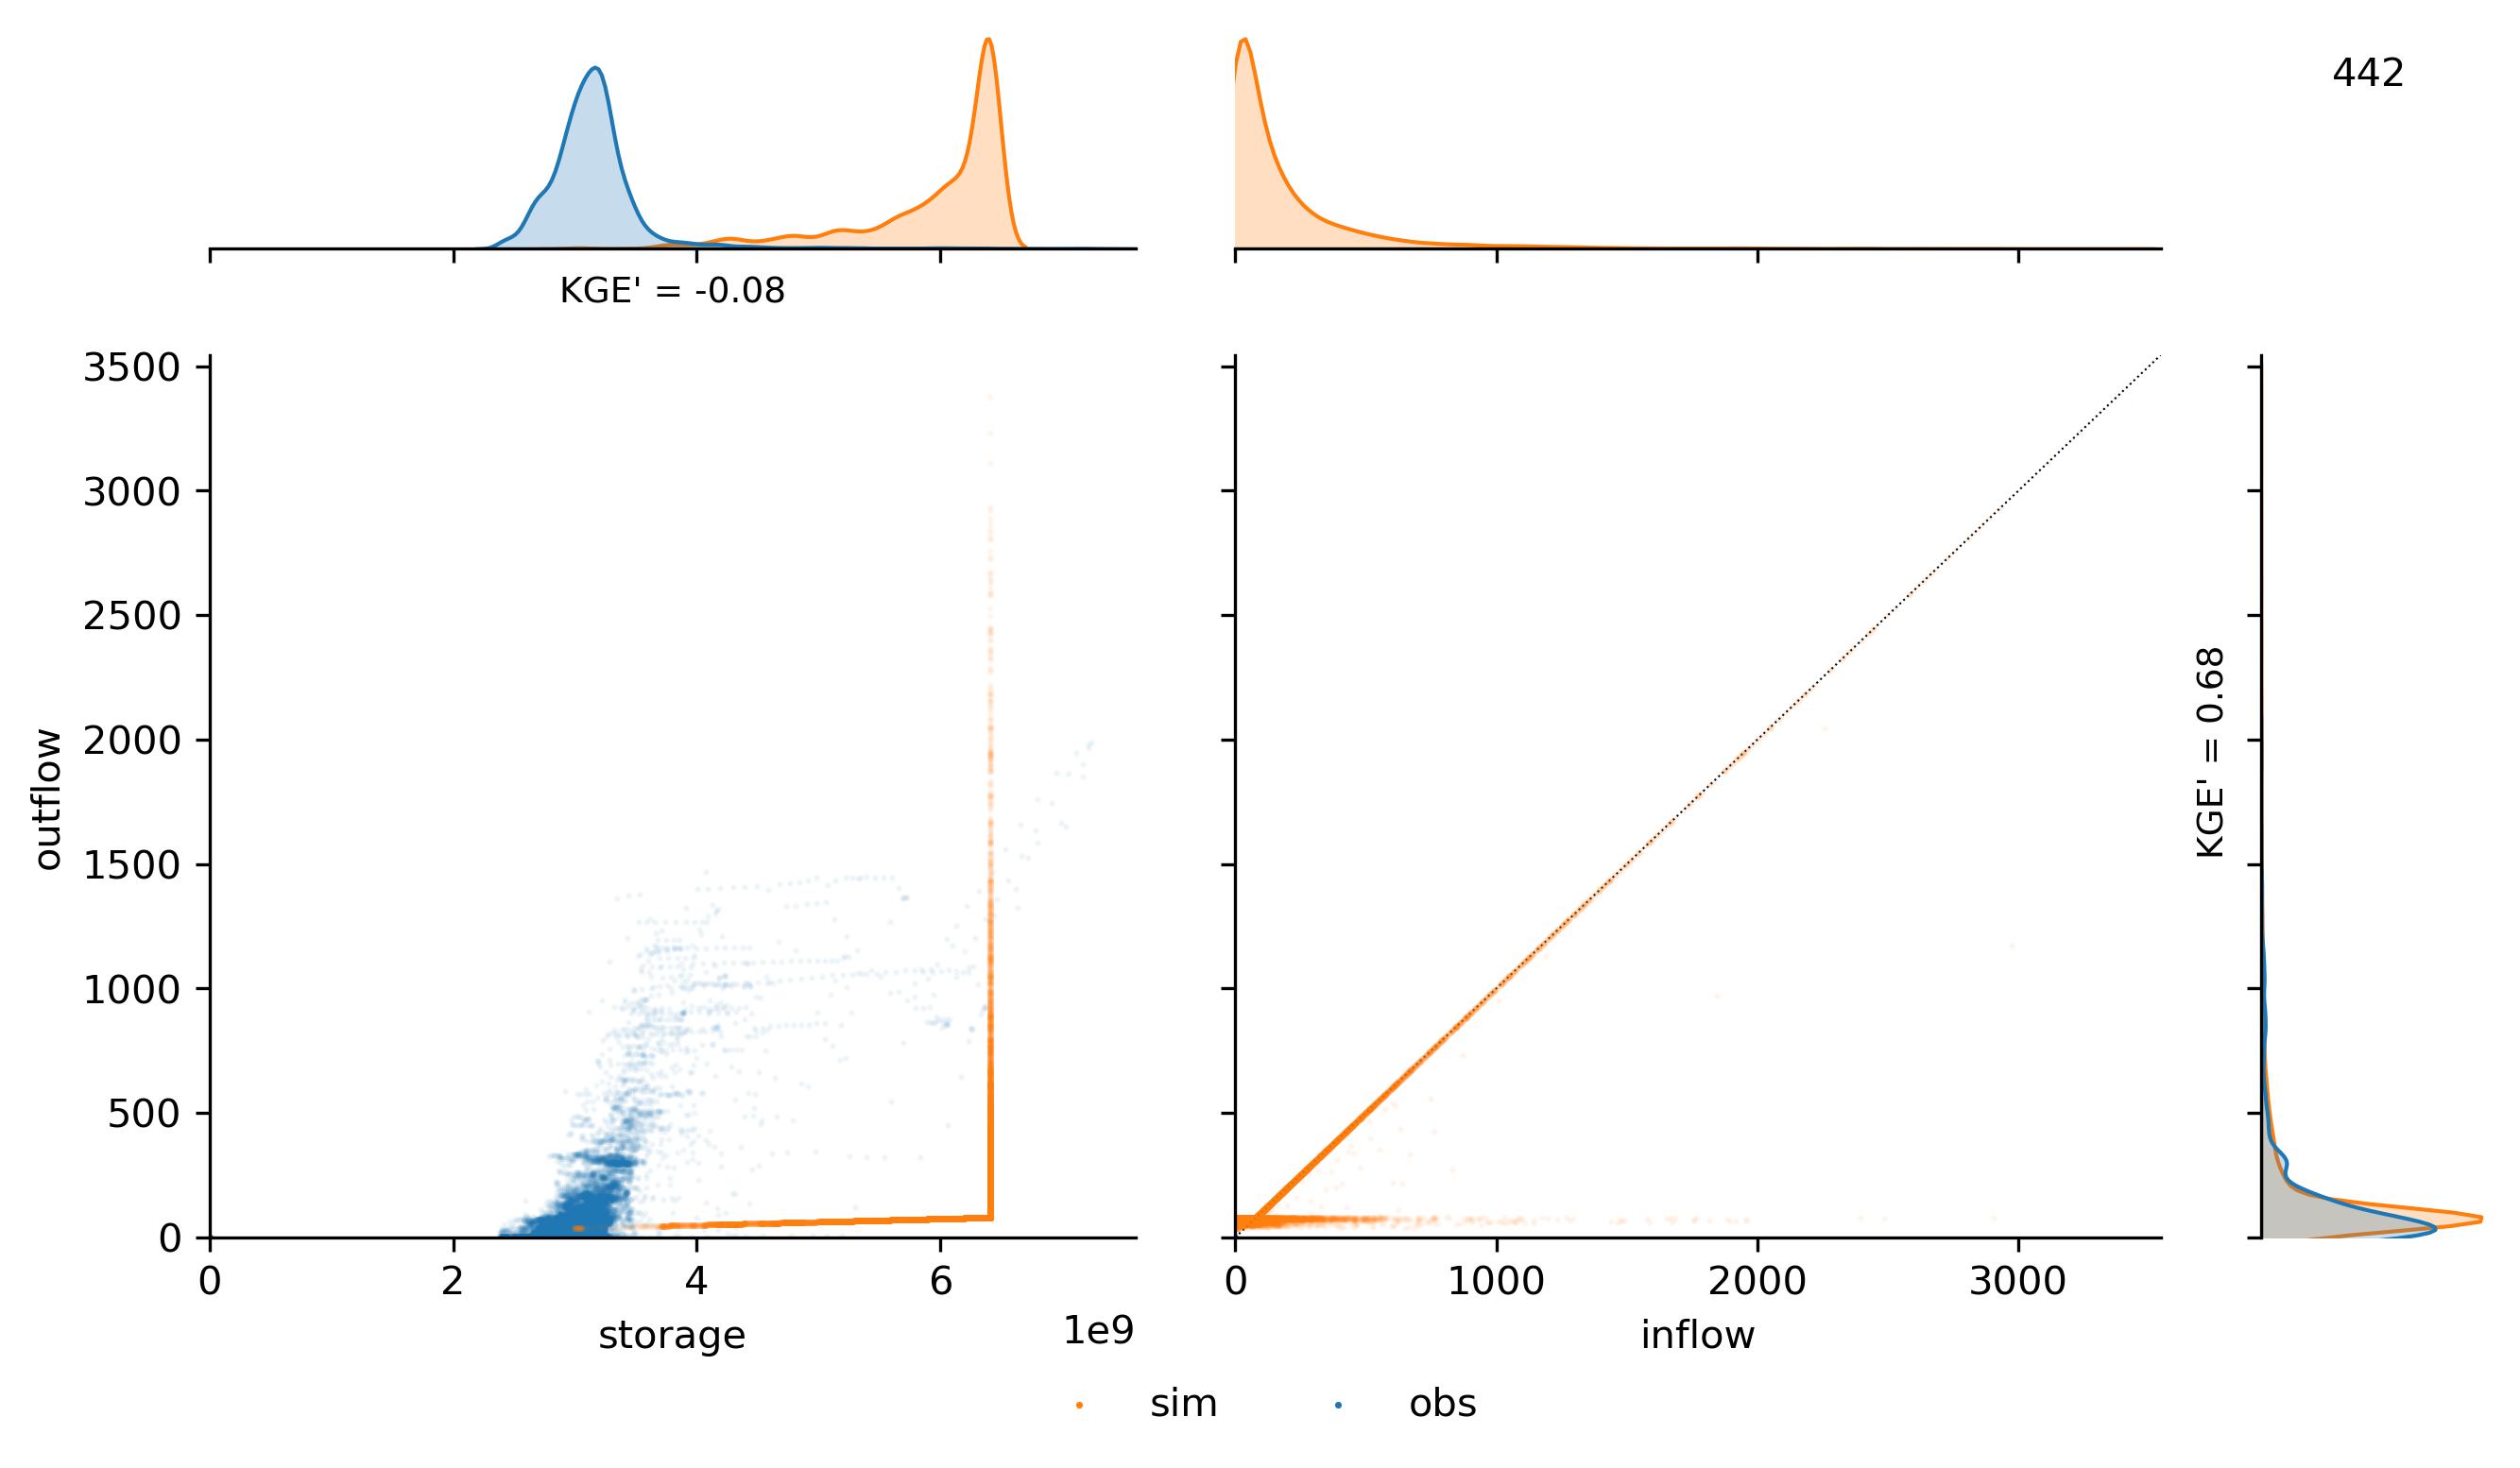 442
KGE' = -0.08
3500
3000
2500
2000
1500
1000
500
0
outflow
KGE' = 0.68
0 2 4 6
0 1000 2000 3000
storage
1e9
inflow
sim obs